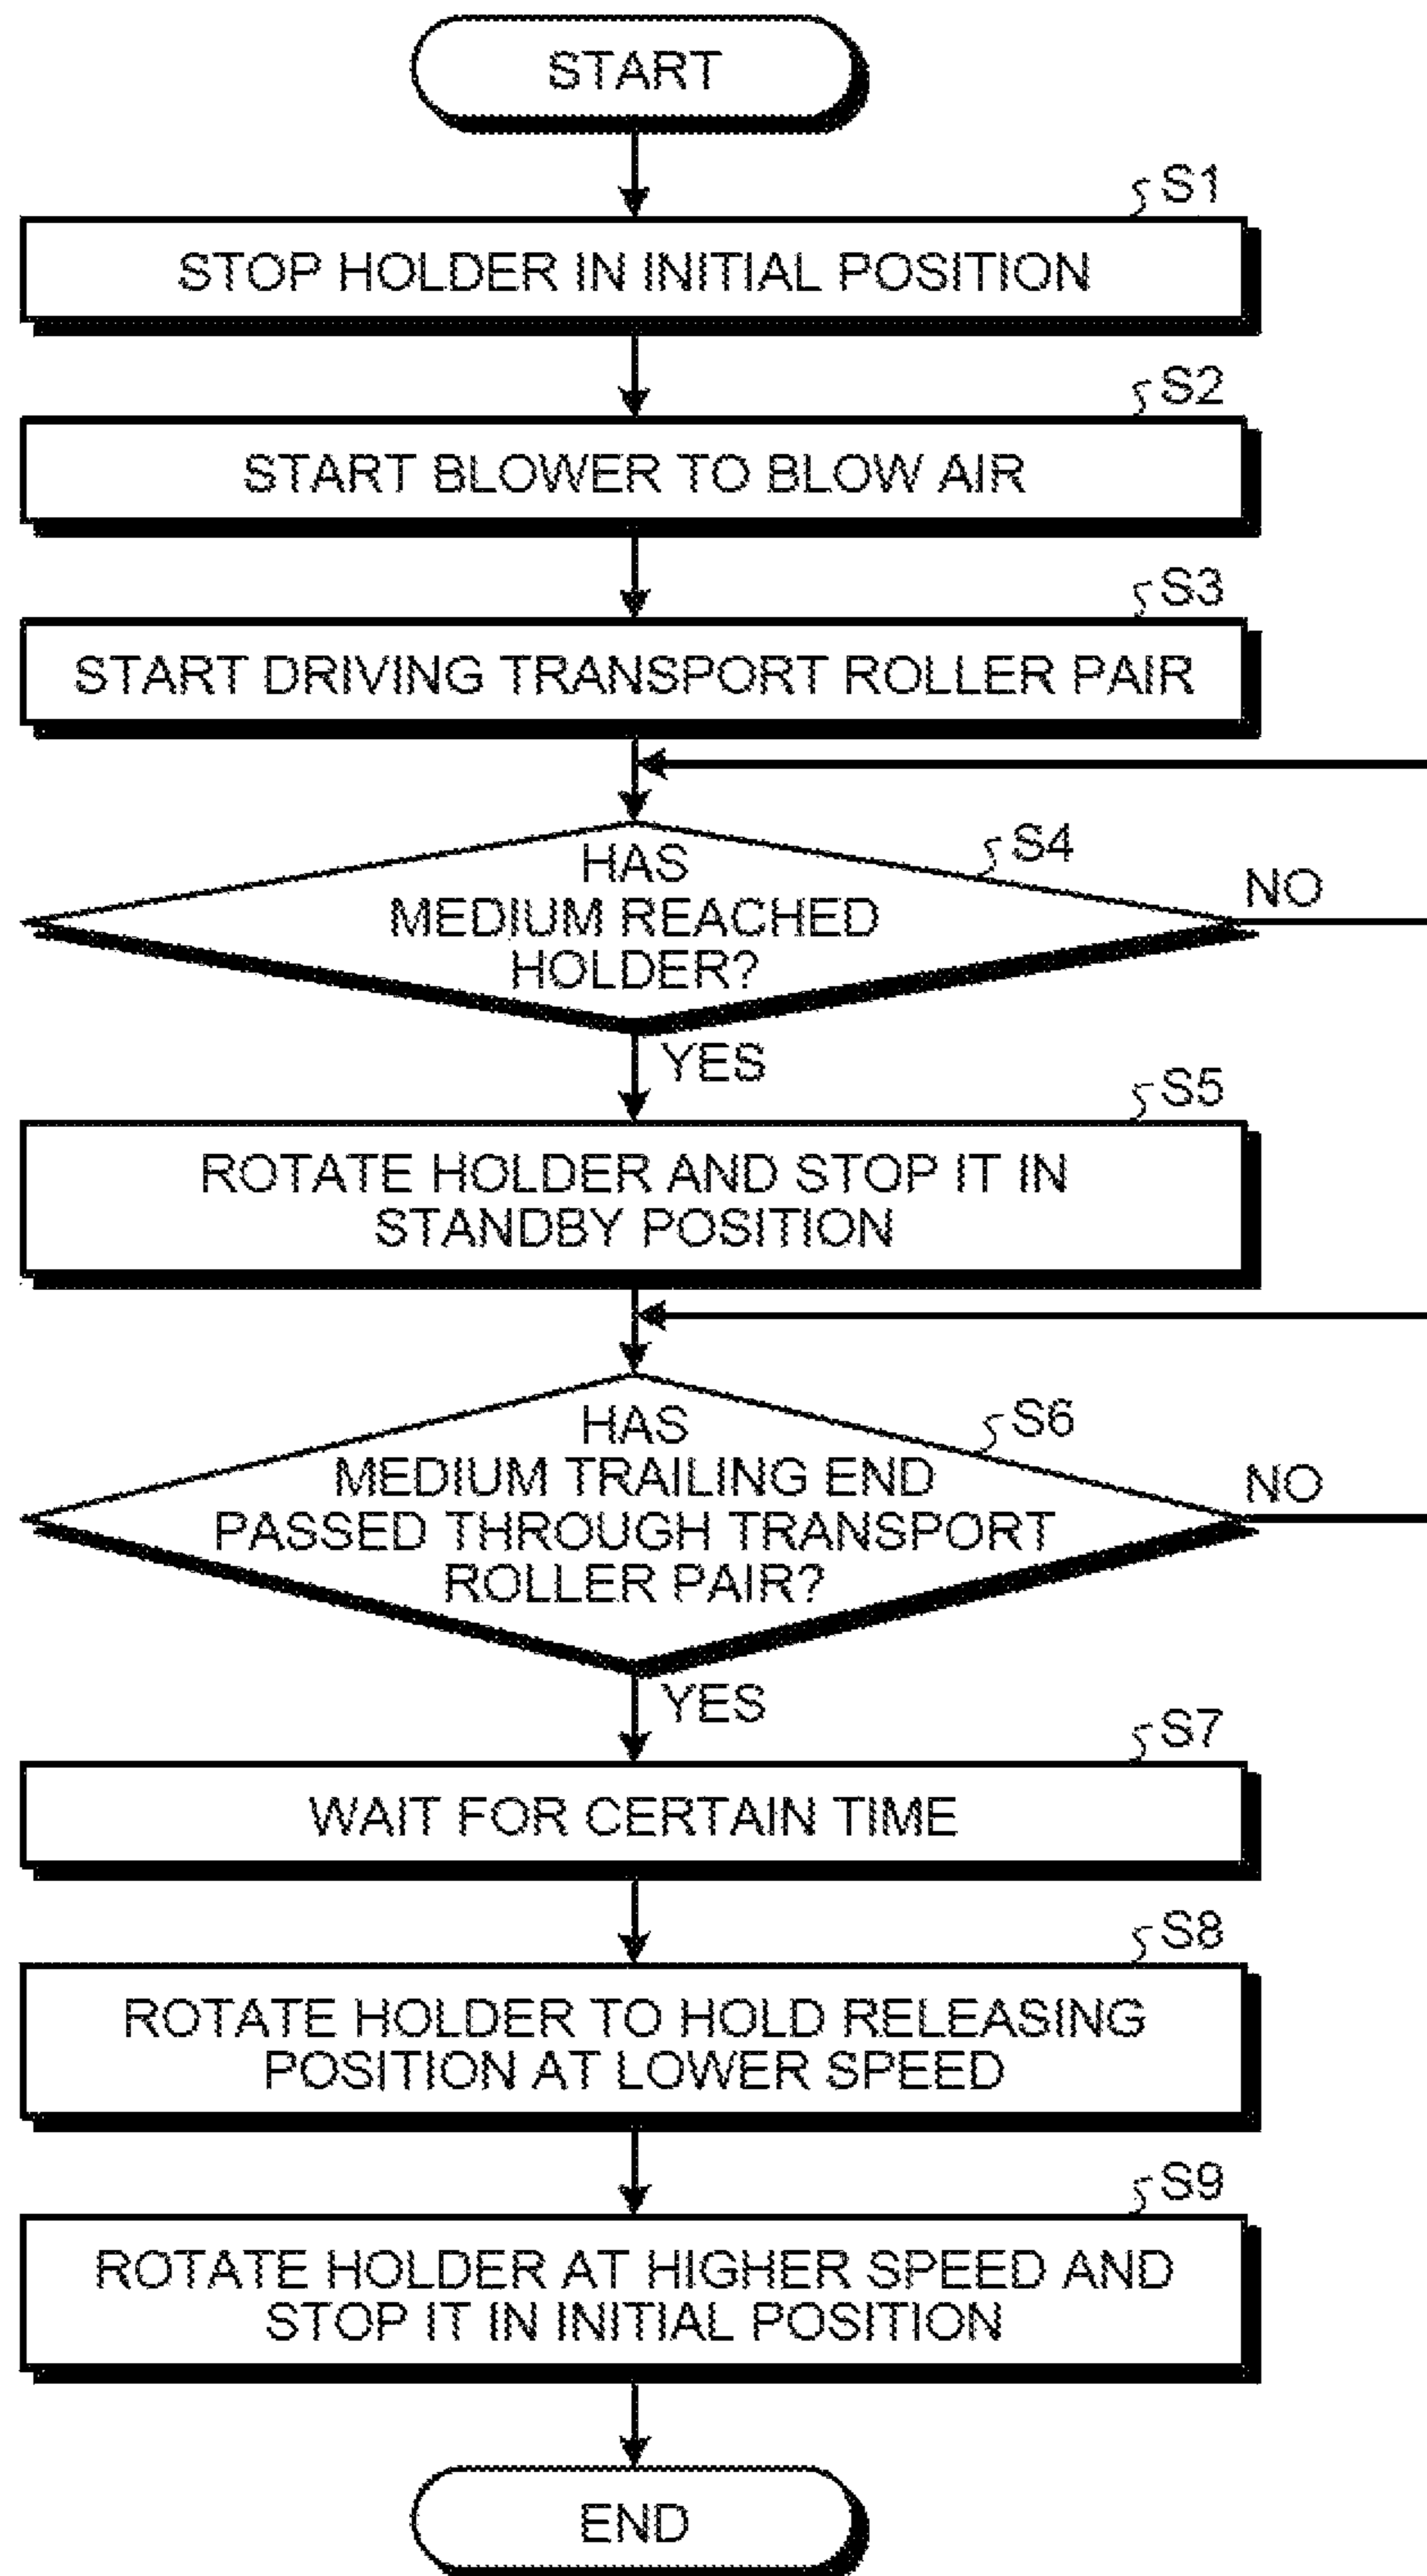 START
S1
STOP HOLDER IN INITIAL POSITION
S2
START BLOWER TO BLOW AIR
S3
START DRIVING TRANSPORT ROLLER PAIR
S4
HAS
MEDIUM REACHED
HOLDER?
NO
YES
S5
ROTATE HOLDER AND STOP IT IN
STANDBY POSITION
S6
HAS
MEDIUM TRAILING END
PASSED THROUGH TRANSPORT
ROLLER PAIR?
NO
YES
S7
WAIT FOR CERTAIN TIME
S8
ROTATE HOLDER TO HOLD RELEASING
POSITION AT LOWER SPEED
S9
ROTATE HOLDER AT HIGHER SPEED AND
STOP IT IN INITIAL POSITION
END